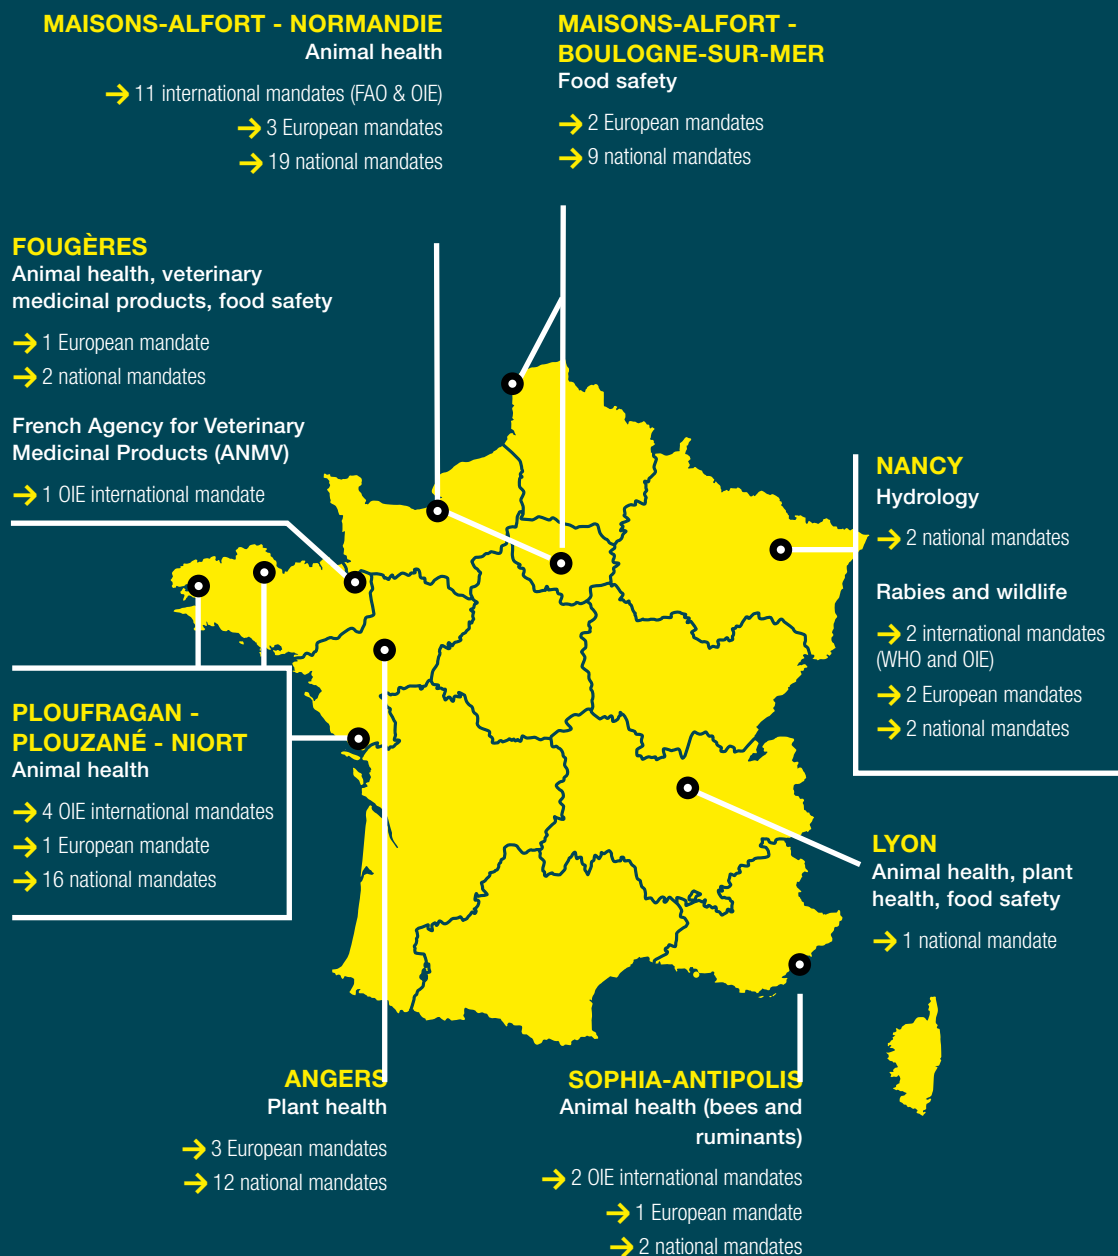 MAISONS-ALFORT - NORMANDIE
Animal health
→ 11 international mandates (FAO & OIE)
→ 3 European mandates
→ 19 national mandates
MAISONS-ALFORT -
BOULOGNE-SUR-MER
Food safety
→ 2 European mandates
→ 9 national mandates
FOUGÈRES
Animal health, veterinary
medicinal products, food safety
→ 1 European mandate
→ 2 national mandates
French Agency for Veterinary
Medicinal Products (ANMV)
→ 1 OIE international mandate
NANCY
Hydrology
→ 2 national mandates
Rabies and wildlife
→ 2 international mandates
(WHO and OIE)
→ 2 European mandates
→ 2 national mandates
PLOUFRAGAN -
PLOUZANÉ - NIORT
Animal health
→ 4 OIE international mandates
→ 1 European mandate
→ 16 national mandates
LYON
Animal health, plant
health, food safety
→ 1 national mandate
ANGERS
Plant health
→ 3 European mandates
→ 12 national mandates
SOPHIA-ANTIPOLIS
Animal health (bees and
ruminants)
→ 2 OIE international mandates
→ 1 European mandate
→ 2 national mandates